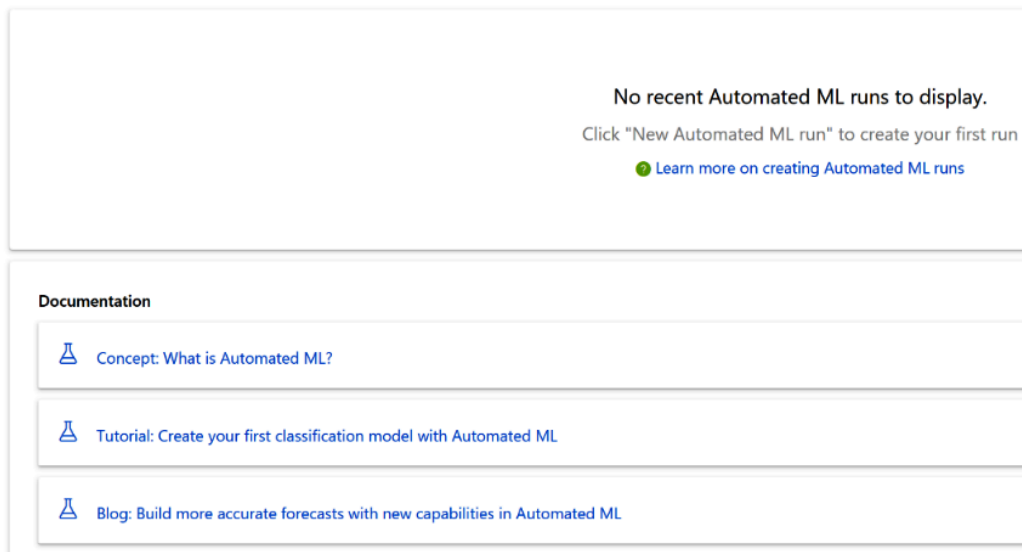 No recent Automated ML runs to display.
Click "New Automated ML run" to create your first run
Learn more on creating Automated ML runs
Documentation
Concept: What is Automated ML?
Tutorial: Create your first classification model with Automated ML
Blog: Build more accurate forecasts with new capabilities in Automated ML